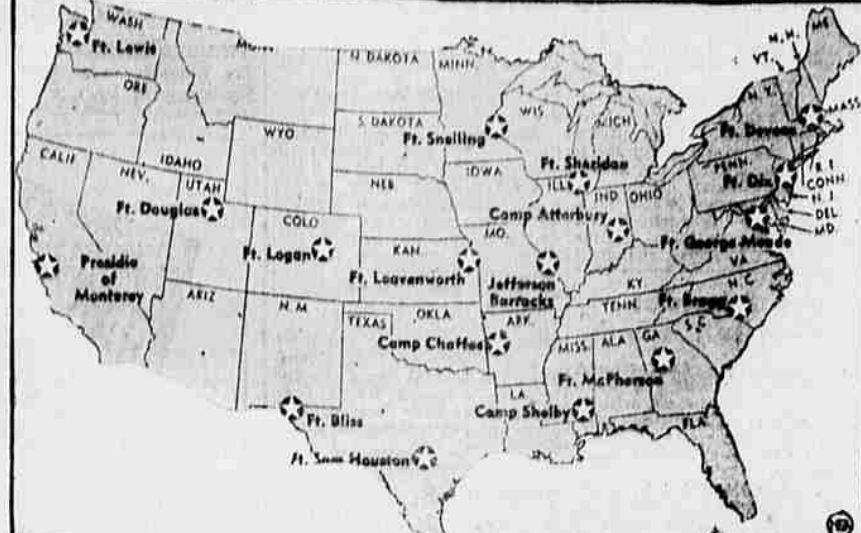 WASH
Ft. Lewis
N. DAKOTA
MINN.
ME
N. H.
VT.
ORE
S. DAKOTA
WIS
MICH
N. Y.
MASS
Ft. Snelling
Ft. Devens
WYO
IDAHO
CALIF
NEV.
UTAH
NEB
IOWA
Ft. Sheridan
ILL
IND
OHIO
PENN.
Ft. Dix
R. I.
CONN.
N. J.
DEL
MD.
Ft. Douglas
COLO
Camp Atterbury
MO.
Ft. Logan
KAN.
Ft. George Meade
Presidio
of
Monterey
Ft. Leavenworth
Jefferson
Barracks
KY
VA
N. C
Ft. Bragg
ARIZ
N. M
OKLA
TEXAS
TENN.
ARK.
S. C
Camp Chaffee
MISS.
ALA
GA
Ft. McPherson
LA
Camp Shelby
FLA
Ft. Bliss
Ft. Sam Houston
NEA